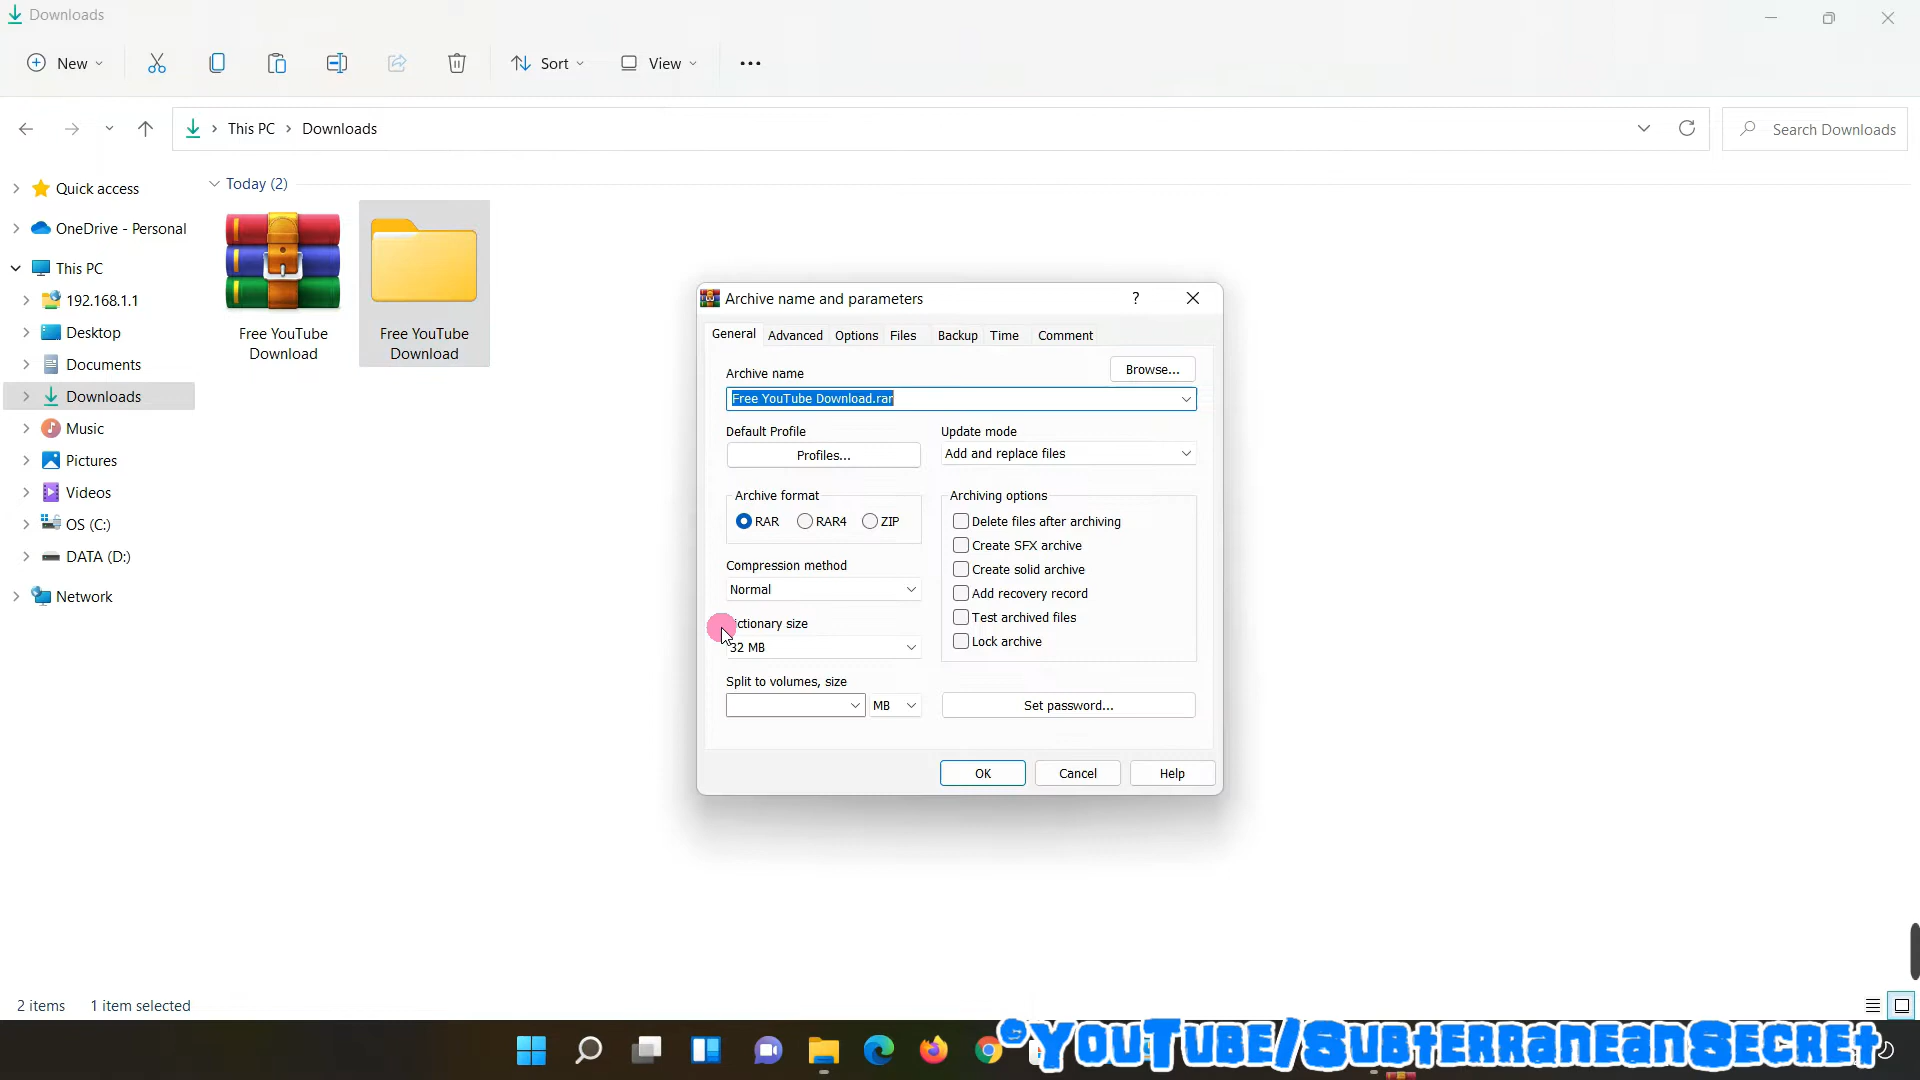 Downloads
New
Sort
View
This PC
Downloads
Search Downloads
Quick access
OneDrive - Personal
This PC
192.168.1.1
Desktop
Documents
Downloads
Music
Pictures
Videos
OS (C:)
DATA (D:)
Network
Today (2)
Free YouTube
Download
Free YouTube
Download
Archive name and parameters
?
General Advanced Options Files Backup Time Comment
Archive name
Browse...
Free YouTube Download.rar
Default Profile
Profiles...
Update mode
Add and replace files
Archive format
RAR RAR4 ZIP
Compression method
Normal
ictionary size
32 MB
Split to volumes, size
MB
Archiving options
Delete files after archiving
Create SFX archive
Create solid archive
Add recovery record
Test archived files
Lock archive
Set password...
OK Cancel Help
2 items 1 item selected
©YouTube/SubterraneanSecret